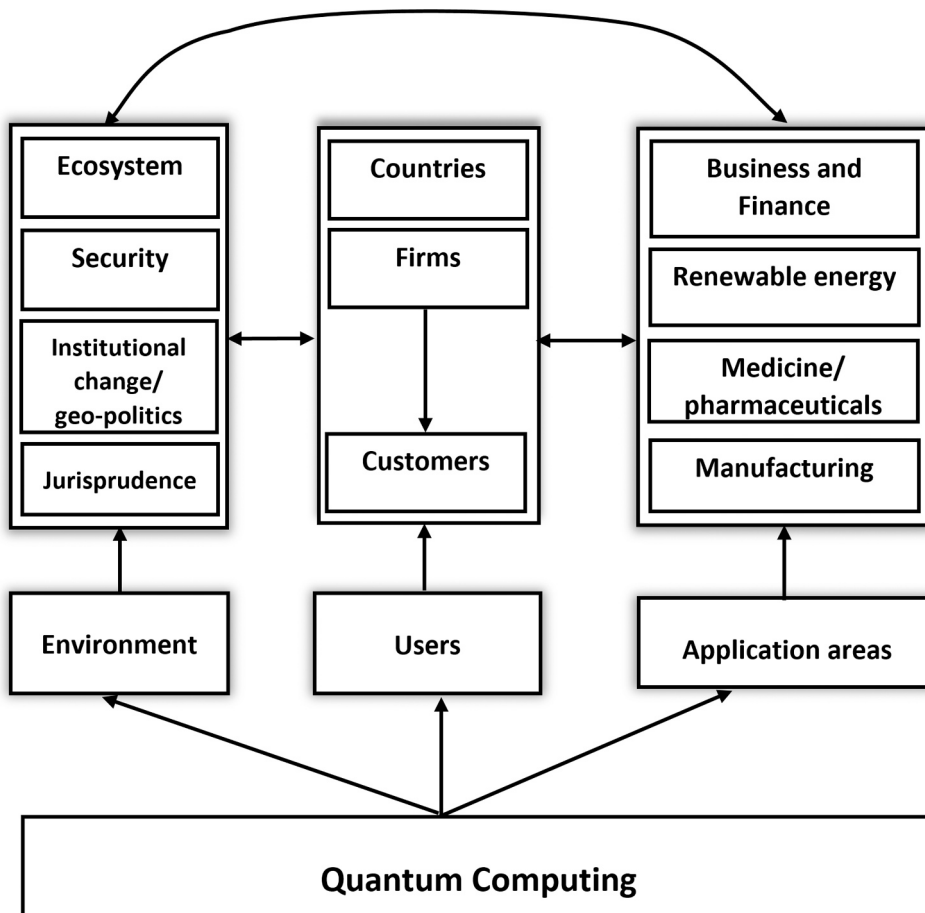 Ecosystem
Security
Institutional
change/
geo-politics
Jurisprudence
Countries
Firms
Customers
Business and
Finance
Renewable energy
Medicine/
pharmaceuticals
Manufacturing
Environment
Users
Application areas
Quantum Computing